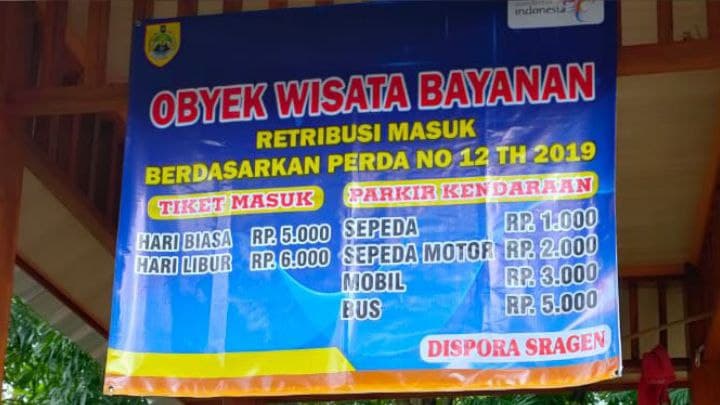 indonesia
OBYEK WISATA BAYANAN
RETRIBUSI MASUK
BERDASARKAN PERDA NO 12 TH 2019
TIKET MASUK
HARI BIASA RP. 5.000
HARI LIBUR RP. 6.000
PARKIR KENDARAAN
SEPEDA RP. 1.000
SEPEDA MOTOR RP. 2.000
MOBIL RP. 3.000
BUS RP. 5.000
DISPORA SRAGEN